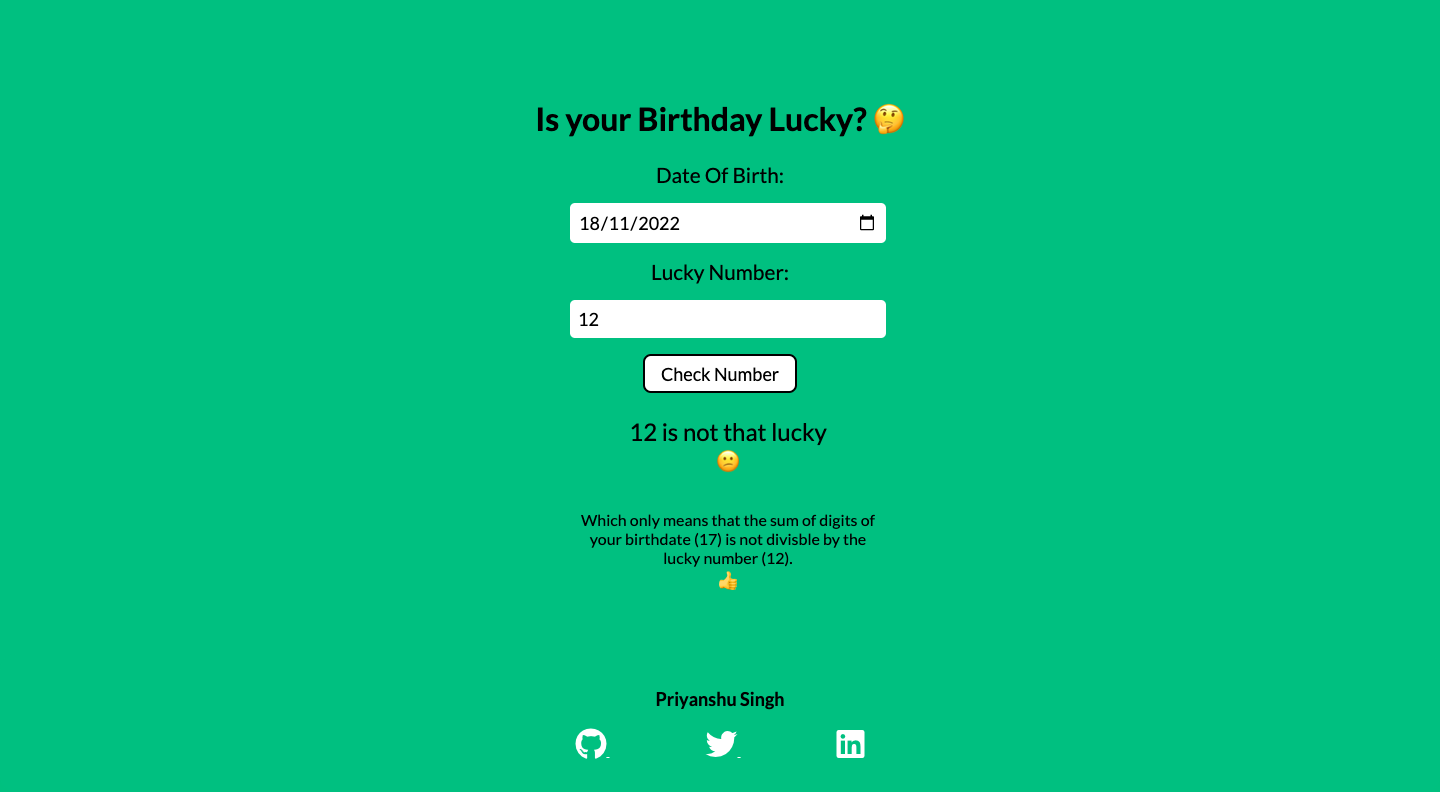 Is your Birthday Lucky? 🤔
Date Of Birth:
18/11/2022
Lucky Number:
12
Check Number
12 is not that lucky
😕
Which only means that the sum of digits of
your birthdate (17) is not divisble by the
lucky number (12).
👍
Priyanshu Singh